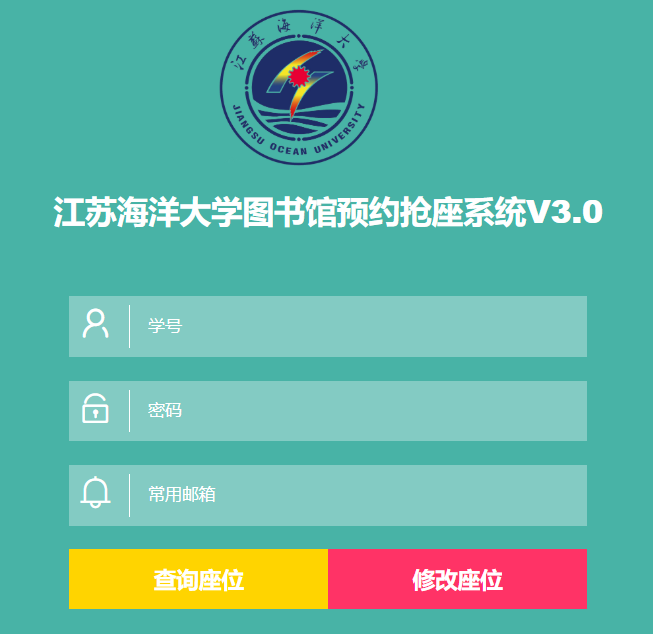 江蘇海洋大學
JIANGSU OCEAN UNIVERSITY
江苏海洋大学图书馆预约抢座系统V3.0
学号
密码
常用邮箱
查询座位 修改座位